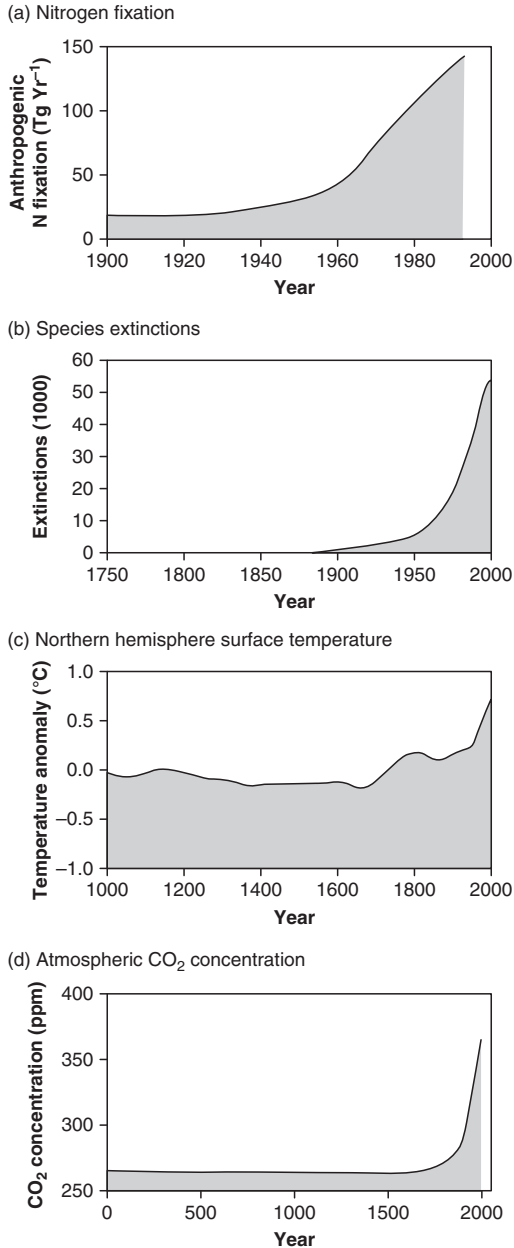 (a) Nitrogen fixation
Anthropogenic
N fixation (Tg Yr⁻¹)
150
100
50
0
1900 1920 1940 1960 1980 2000
Year
(b) Species extinctions
Extinctions (1000)
60
50
40
30
20
10
0
1750 1800 1850 1900 1950 2000
Year
(c) Northern hemisphere surface temperature
Temperature anomaly (°C)
1.0
0.5
0.0
–0.5
–1.0
1000 1200 1400 1600 1800 2000
Year
(d) Atmospheric CO₂ concentration
CO₂ concentration (ppm)
400
350
300
250
0 500 1000 1500 2000
Year